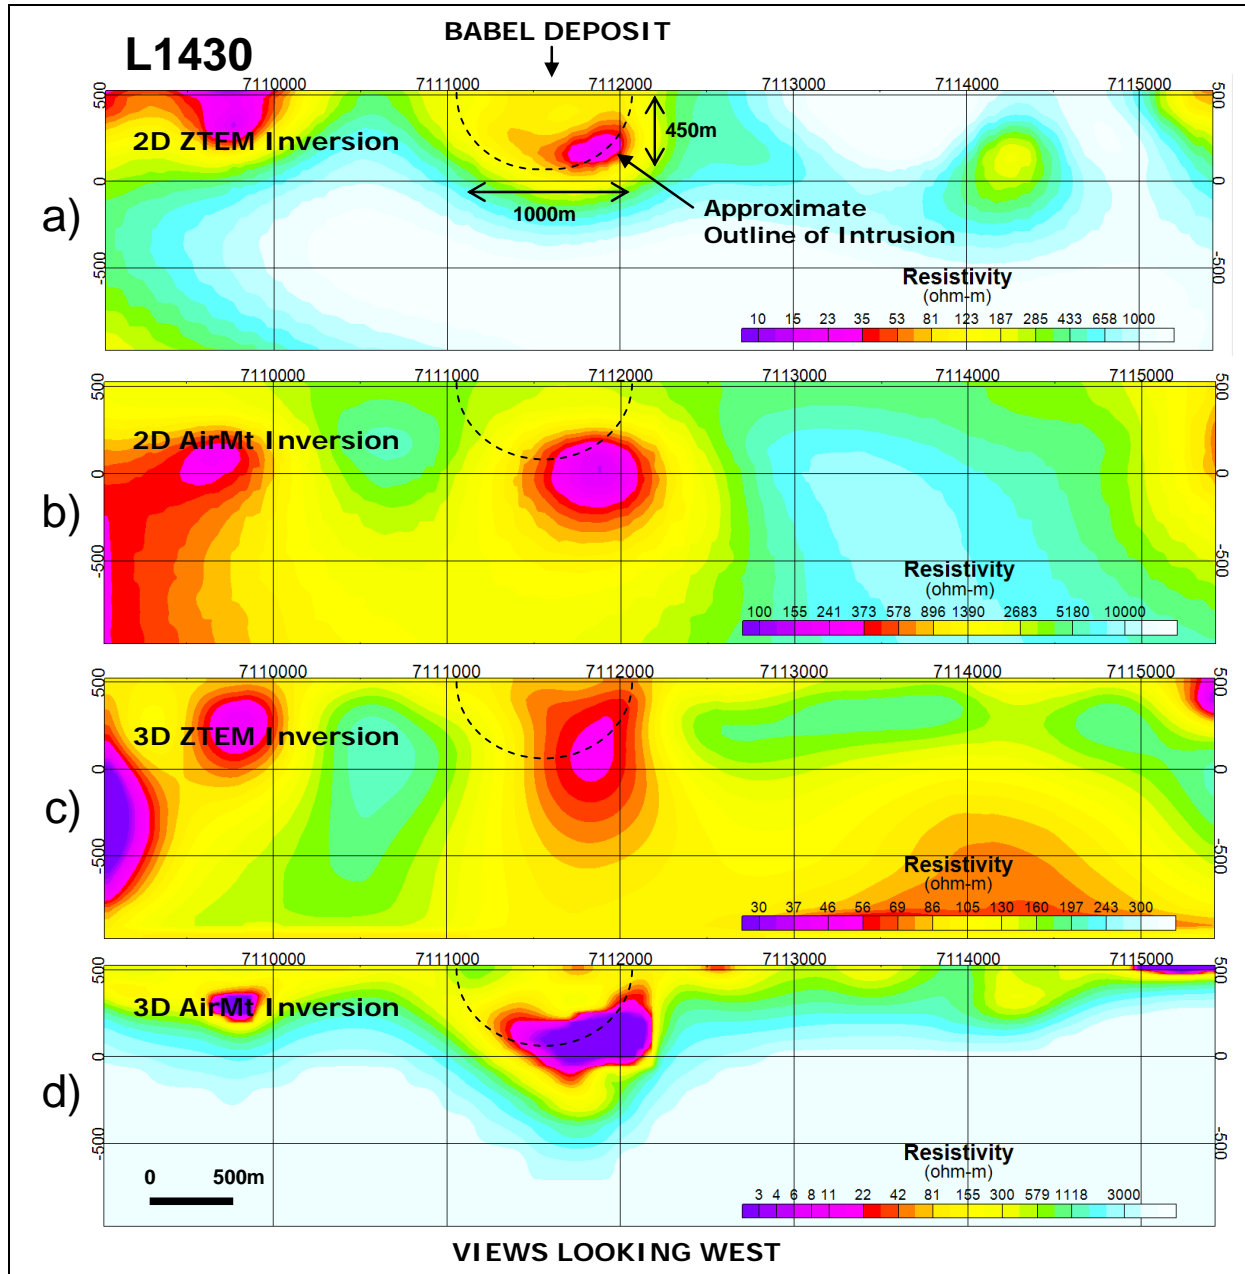 BABEL DEPOSIT
L1430
7110000 7111000 7112000 7113000 7114000 7115000
500 500
2D ZTEM Inversion
450m
0 0
1000m
a)
Approximate
Outline of Intrusion
-500 -500
Resistivity
(ohm-m)
10 15 23 35 53 81 123 187 285 433 658 1000
7110000 7111000 7112000 7113000 7114000 7115000
500 500
2D AirMt Inversion
0 0
b)
-500 -500
Resistivity
(ohm-m)
100 155 241 373 578 896 1390 2683 5180 10000
7110000 7111000 7112000 7113000 7114000 7115000
500 500
3D ZTEM Inversion
0 0
c)
-500 -500
Resistivity
(ohm-m)
30 37 46 56 69 86 105 130 160 197 243 300
7110000 7111000 7112000 7113000 7114000 7115000
500 500
3D AirMt Inversion
0 0
d)
-500 -500
Resistivity
(ohm-m)
0 500m
3 4 6 8 11 22 42 81 155 300 579 1118 3000
VIEWS LOOKING WEST